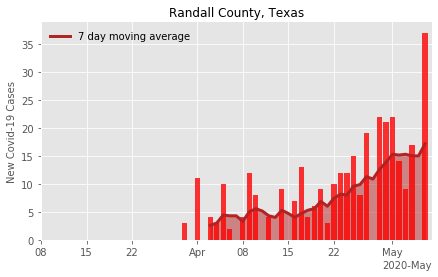 Randall County, Texas
7 day moving average
New Covid-19 Cases
35
30
25
20
15
10
5
0
08 15 22 Apr 08 15 22 May
2020-May